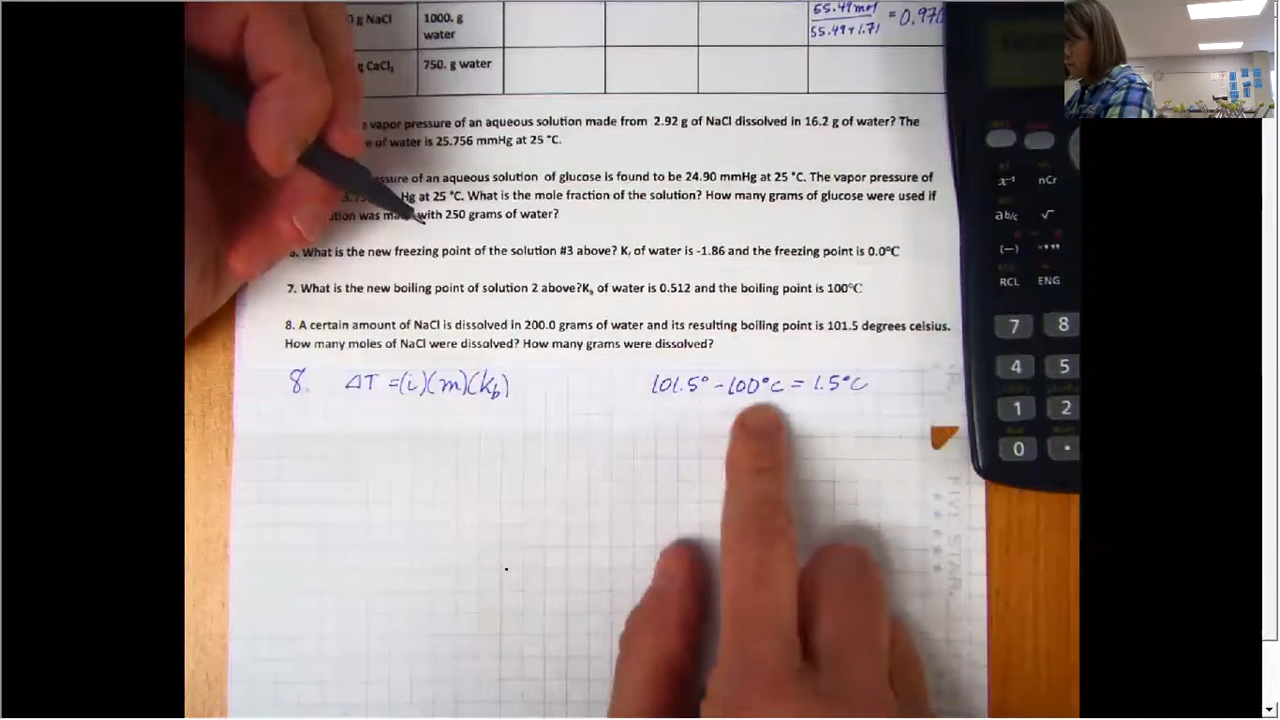 g NaCl 1000. g water
55.49 mol
55.49 + 1.71
g CaCl₂ 750. g water
vapor pressure of an aqueous solution made from 2.92 g of NaCl dissolved in 16.2 g of water? The
of water is 25.756 mmHg at 25 °C.
of an aqueous solution of glucose is found to be 24.90 mmHg at 25 °C. The vapor pressure of
Hg at 25 °C. What is the mole fraction of the solution? How many grams of glucose were used if
was with 250 grams of water?
What is the new freezing point of the solution #3 above? Kf of water is -1.86 and the freezing point is 0.0°C
7. What is the new boiling point of solution 2 above?Kb of water is 0.512 and the boiling point is 100°C
8. A certain amount of NaCl is dissolved in 200.0 grams of water and its resulting boiling point is 101.5 degrees celsius.
How many moles of NaCl were dissolved? How many grams were dissolved?
8. ΔT =(i)(m)(kb) 101.5° - 100°C = 1.5°C
x⁻¹ nCr
ab/c √
(—) °'"
RCL ENG
7 8
4 5
1 2
0 .
FIVE STAR